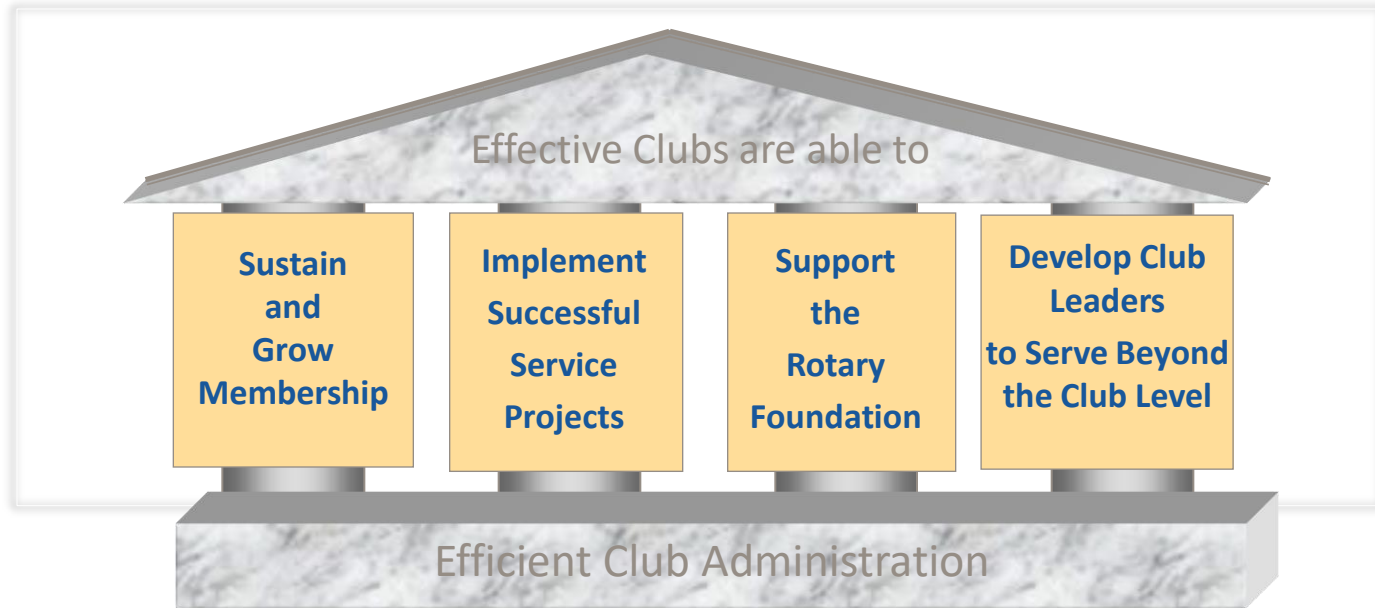 Effective Clubs are able to
Sustain
and
Grow
Membership
Implement
Successful
Service
Projects
Support
the
Rotary
Foundation
Develop Club
Leaders
to Serve Beyond
the Club Level
Efficient Club Administration